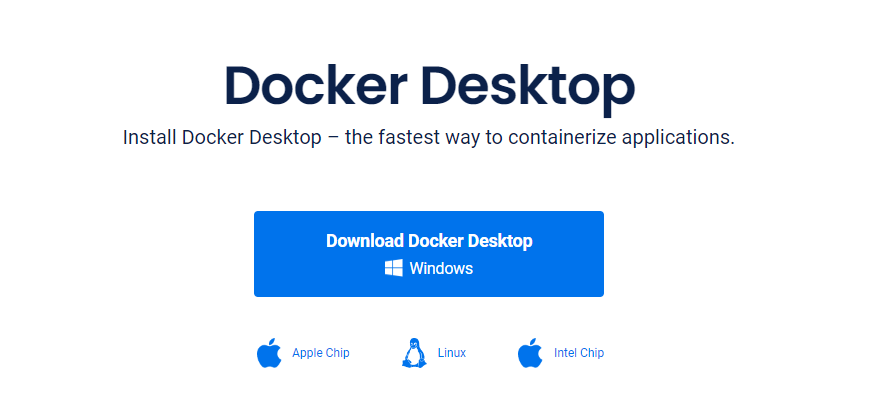 Docker Desktop
Install Docker Desktop – the fastest way to containerize applications.
Download Docker Desktop
Windows
Apple Chip
Linux
Intel Chip